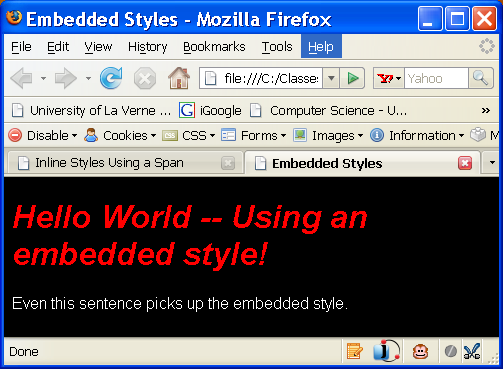 Embedded Styles - Mozilla Firefox
File Edit View History Bookmarks Tools Help
file:///C:/Classes Yahoo
University of La Verne ... G iGoogle Computer Science - U... »
Disable Cookies CSS Forms Images Information M
Inline Styles Using a Span Embedded Styles
Hello World -- Using an
embedded style!
Even this sentence picks up the embedded style.
Done